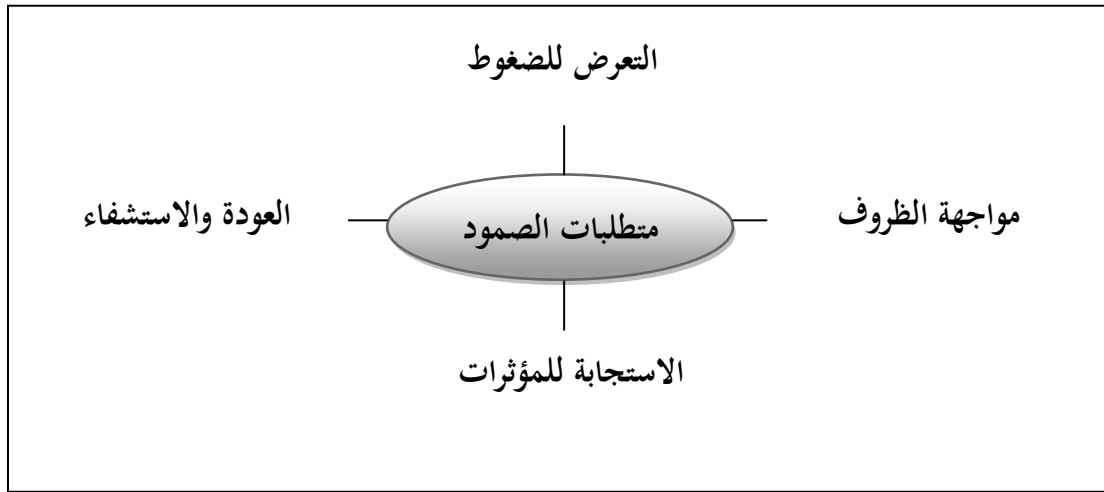 التعرض للضغوط
مواجهة الظروف
متطلبات الصمود
العودة والاستشفاء
الاستجابة للمؤثرات